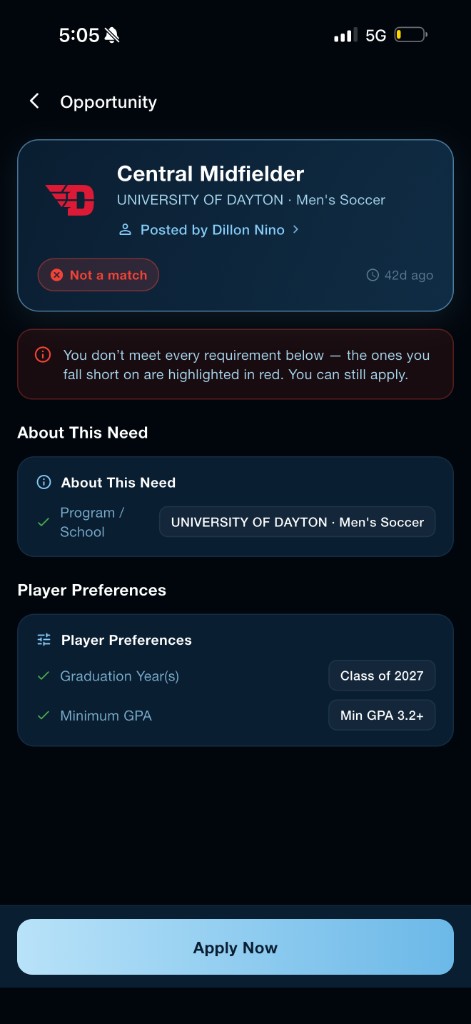 5:05
5G
Opportunity
Central Midfielder
UNIVERSITY OF DAYTON · Men's Soccer
Posted by Dillon Nino
Not a match
42d ago
You don't meet every requirement below — the ones you
fall short on are highlighted in red. You can still apply.
About This Need
About This Need
Program /
School
UNIVERSITY OF DAYTON · Men's Soccer
Player Preferences
Player Preferences
Graduation Year(s)
Class of 2027
Minimum GPA
Min GPA 3.2+
Apply Now